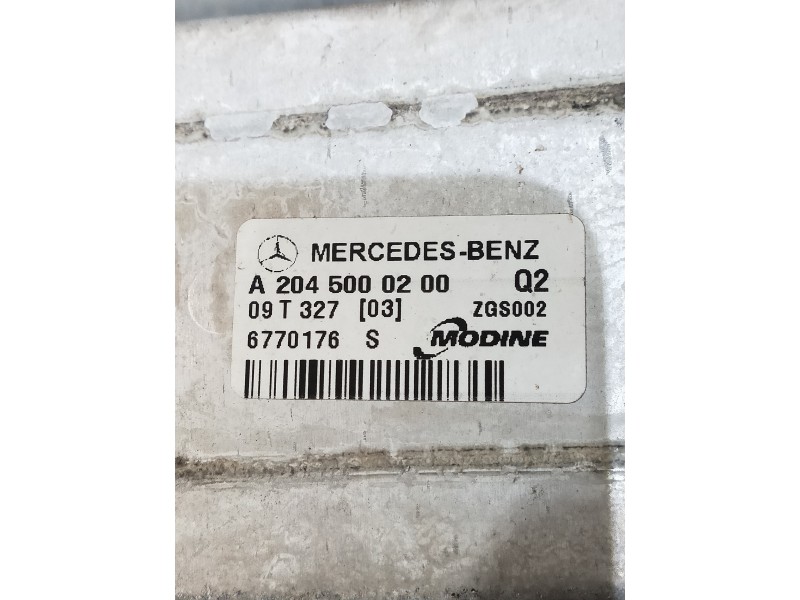 MERCEDES-BENZ
A 204 500 02 00 Q2
09 T 327 [03] ZGS002
6770176 S MODINE